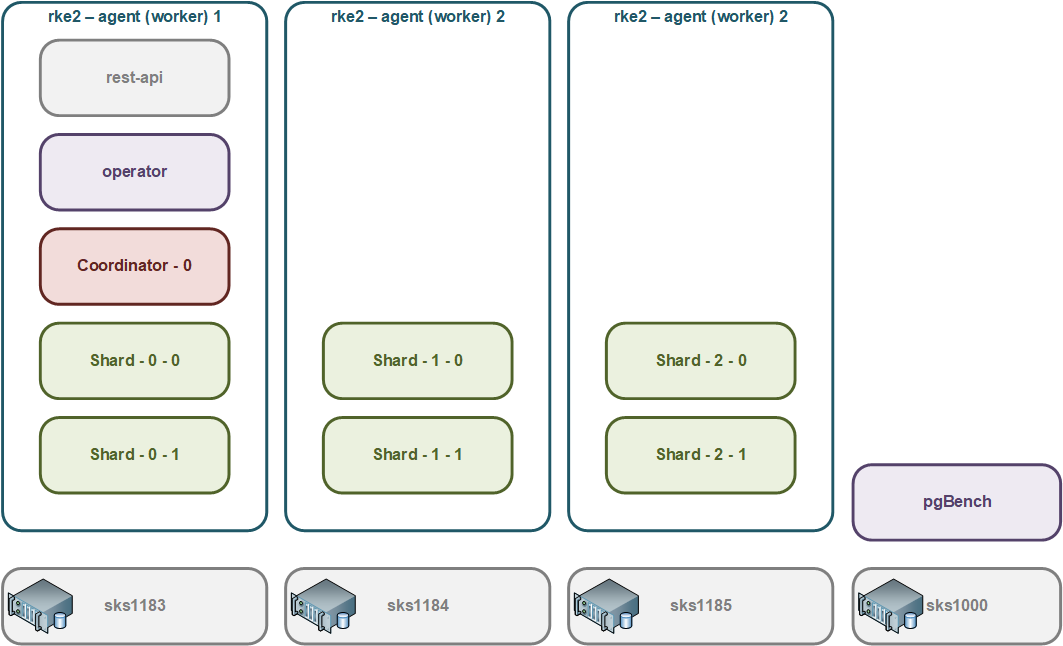 rke2 – agent (worker) 1
rke2 – agent (worker) 2
rke2 – agent (worker) 2
rest-api
operator
Coordinator - 0
Shard - 0 - 0
Shard - 1 - 0
Shard - 2 - 0
Shard - 0 - 1
Shard - 1 - 1
Shard - 2 - 1
pgBench
sks1183
sks1184
sks1185
sks1000